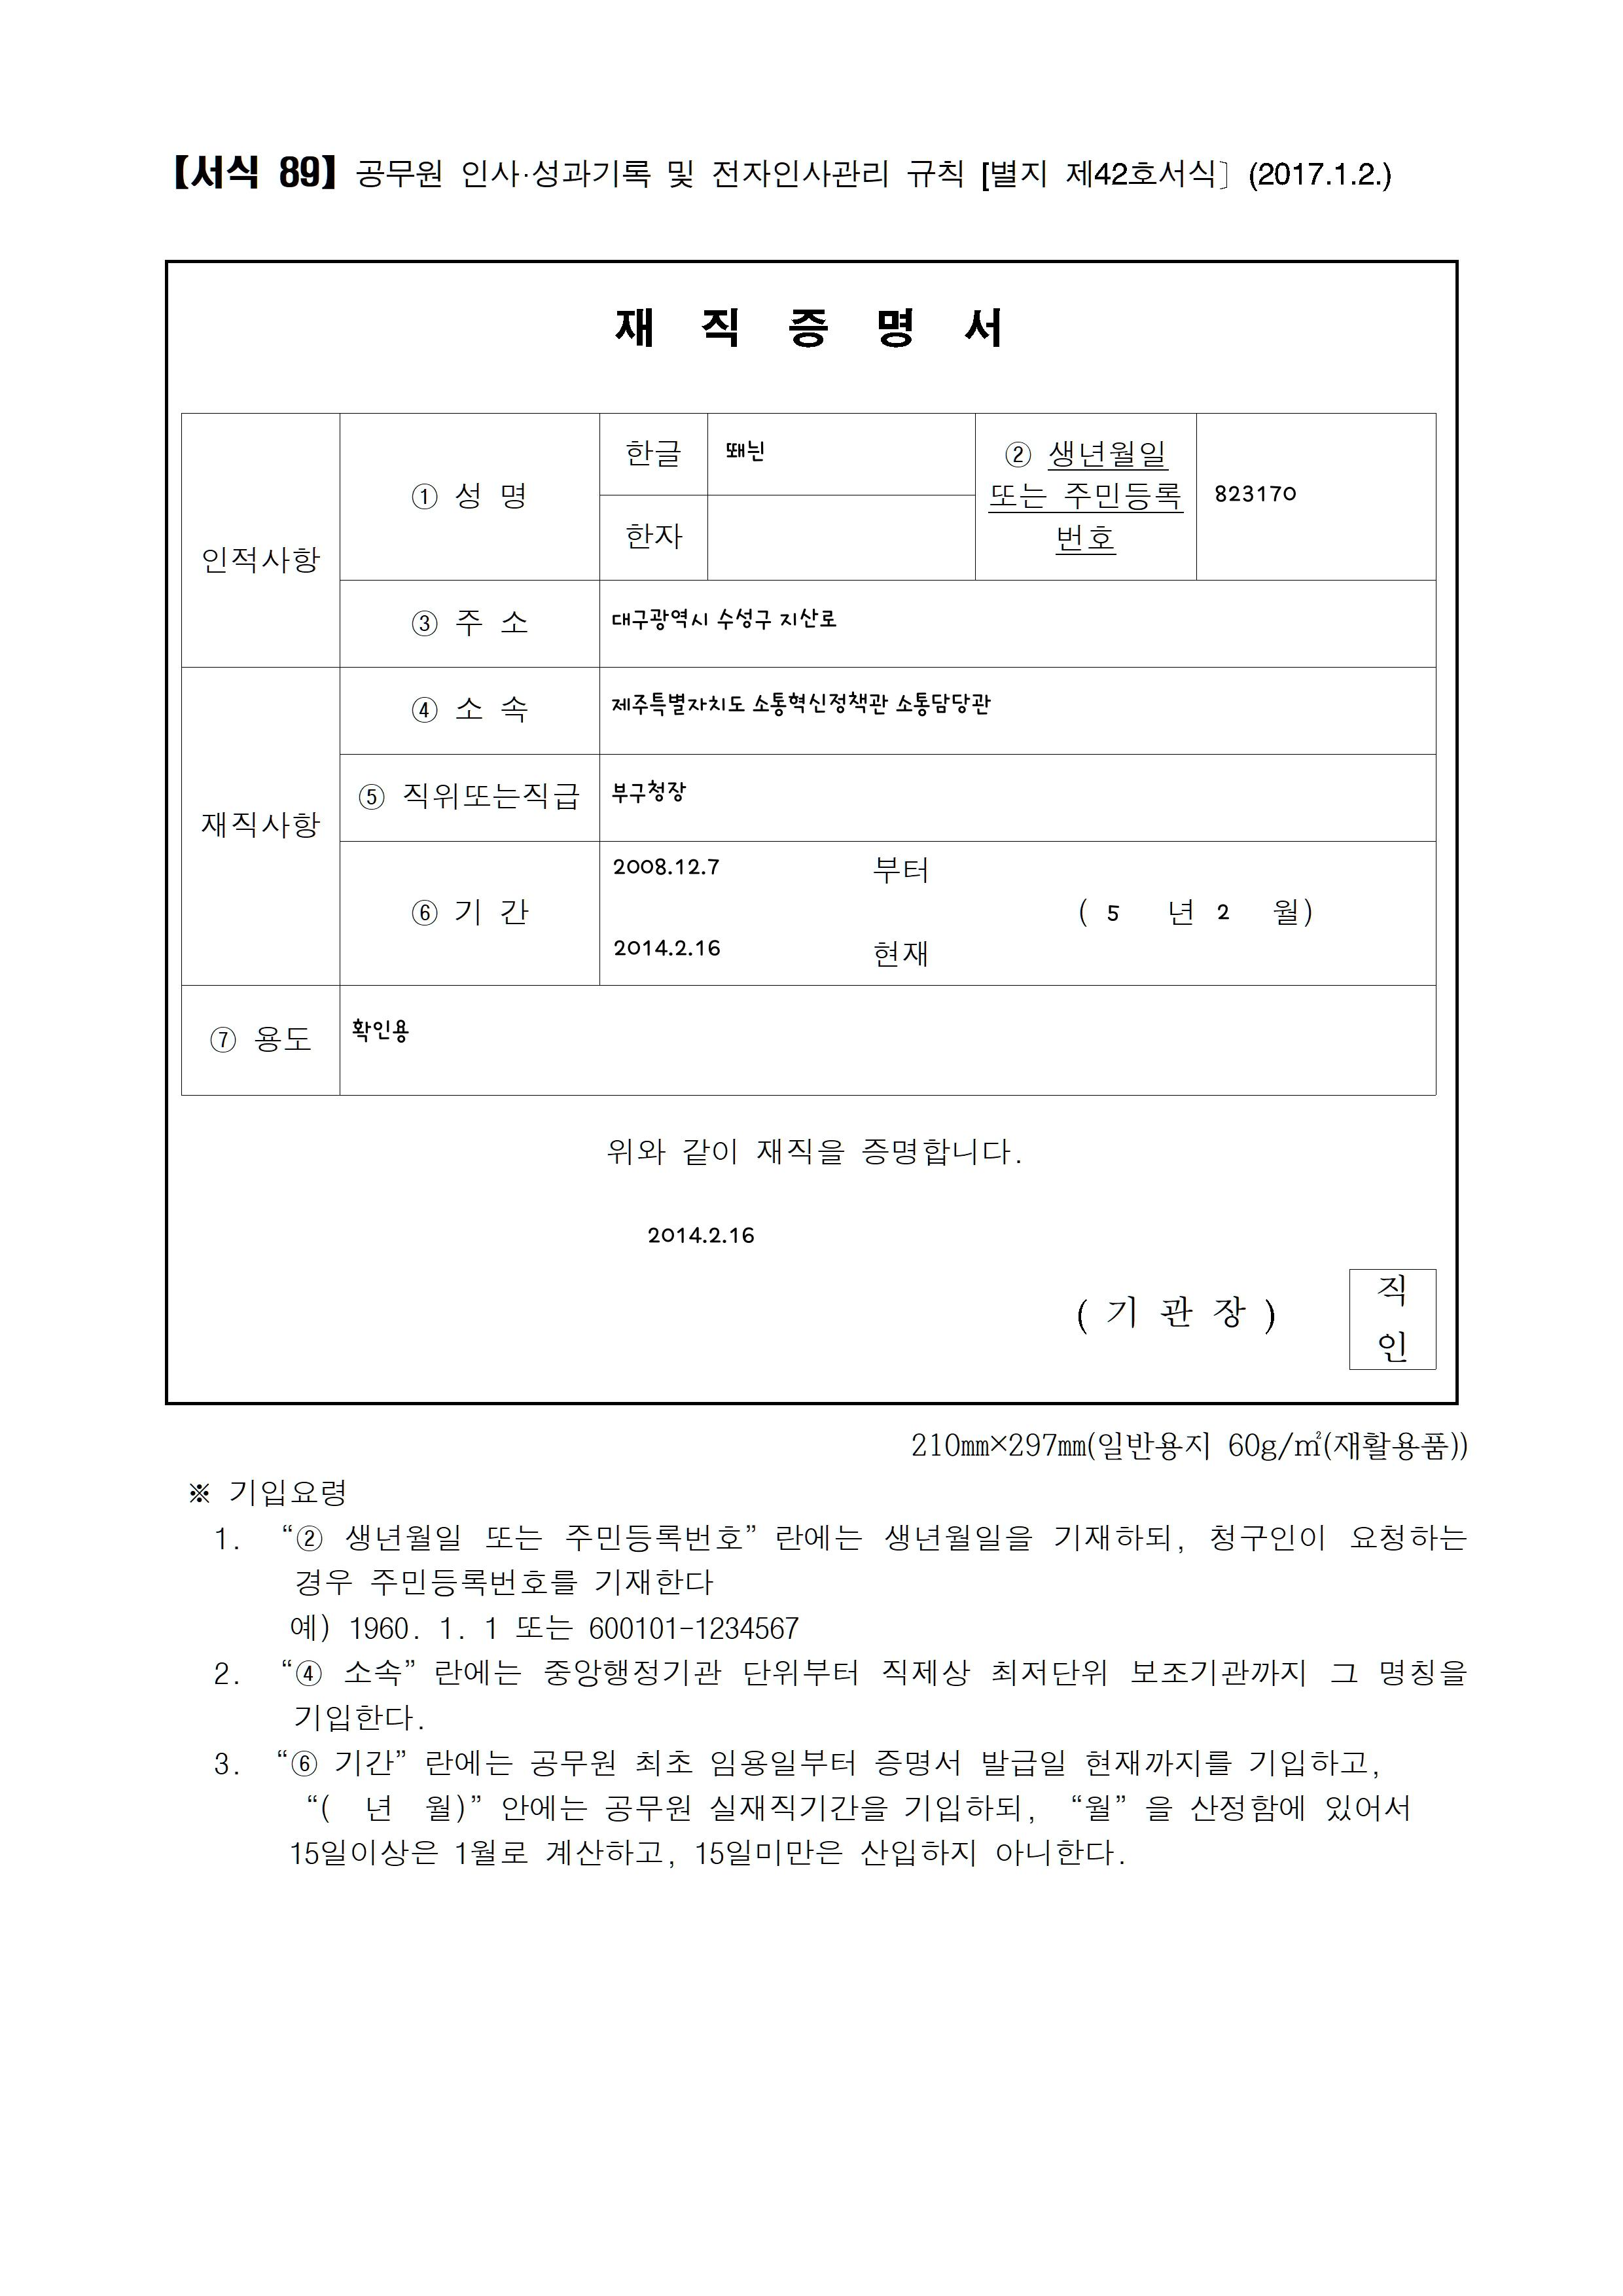 【서식 89】 공무원 인사·성과기록 및 전자인사관리 규칙 [별지 제42호서식] (2017.1.2.)
재 직 증 명 서
인적사항
① 성 명
한글
뙈늰
한자
② 생년월일
또는 주민등록
번호
823170
③ 주 소
대구광역시 수성구 지산로
재직사항
④ 소 속
제주특별자치도 소통혁신정책관 소통담당관
⑤ 직위또는직급
부구청장
⑥ 기 간
2008.12.7 부터
( 5 년 2 월)
2014.2.16 현재
⑦ 용도
확인용
위와 같이 재직을 증명합니다.
2014.2.16
( 기 관 장 )
직
인
210㎜×297㎜(일반용지 60g/㎡(재활용품))
※ 기입요령
1. “② 생년월일 또는 주민등록번호” 란에는 생년월일을 기재하되, 청구인이 요청하는
경우 주민등록번호를 기재한다
예) 1960. 1. 1 또는 600101-1234567
2. “④ 소속” 란에는 중앙행정기관 단위부터 직제상 최저단위 보조기관까지 그 명칭을
기입한다.
3. “⑥ 기간” 란에는 공무원 최초 임용일부터 증명서 발급일 현재까지를 기입하고,
“( 년 월)” 안에는 공무원 실재직기간을 기입하되, “월” 을 산정함에 있어서
15일이상은 1월로 계산하고, 15일미만은 산입하지 아니한다.